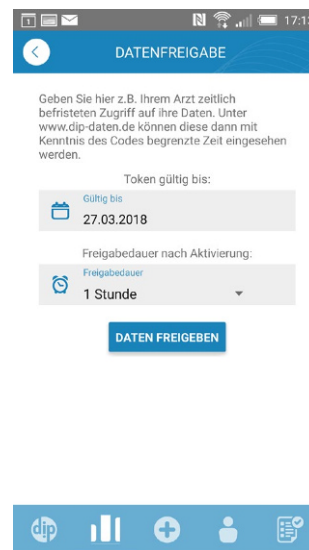 1 17:13
DATENFREIGABE
Geben Sie hier z.B. Ihrem Arzt zeitlich
befristeten Zugriff auf ihre Daten. Unter
www.dip-daten.de können diese dann mit
Kenntnis des Codes begrenzte Zeit eingesehen
werden.
Token gültig bis:
Gültig bis
27.03.2018
Freigabedauer nach Aktivierung:
Freigabedauer
1 Stunde
DATEN FREIGEBEN
dip